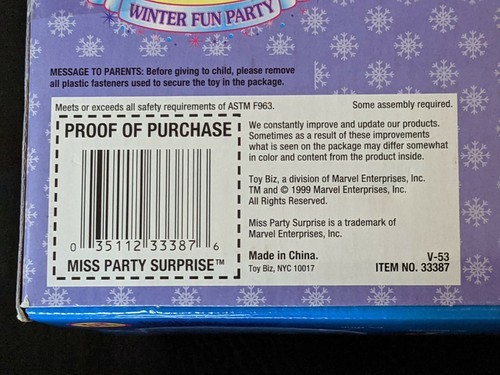 WINTER FUN PARTY
MESSAGE TO PARENTS: Before giving to child, please remove
all plastic fasteners used to secure the toy in the package.
Meets or exceeds all safety requirements of ASTM F963.
Some assembly required.
PROOF OF PURCHASE
0 35112 33387 6
MISS PARTY SURPRISE™
We constantly improve and update our products.
Sometimes as a result of these improvements
what is seen on the package may differ somewhat
in color and content from the product inside.
Toy Biz, a division of Marvel Enterprises, Inc.
TM and © 1999 Marvel Enterprises, Inc.
All Rights Reserved.
Miss Party Surprise is a trademark of
Marvel Enterprises, Inc.
Made in China.
Toy Biz, NYC 10017
V-53
ITEM NO. 33387